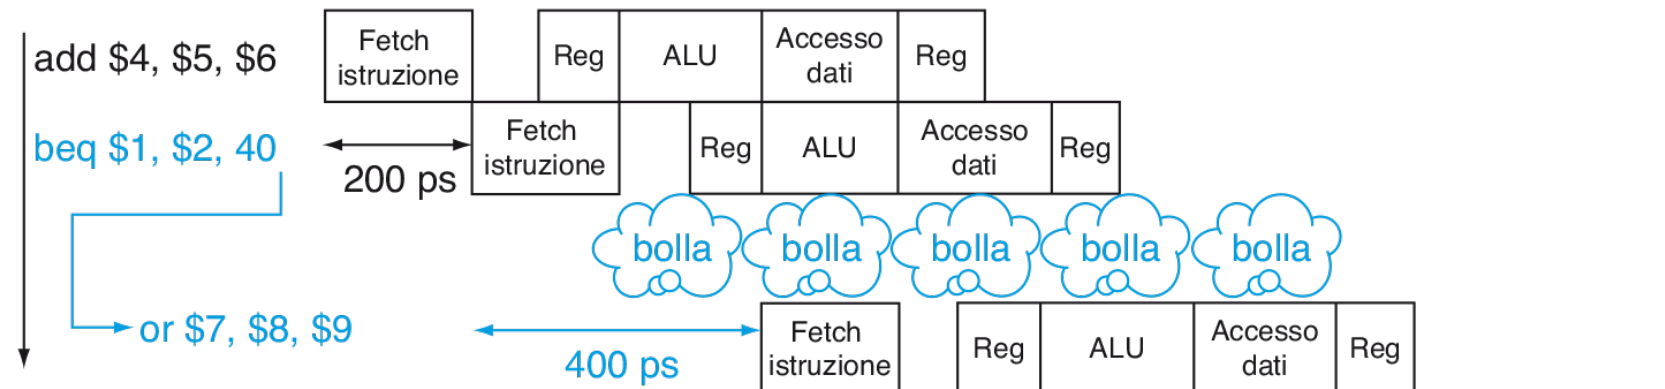 add $4, $5, $6
Fetch
istruzione
Reg
ALU
Accesso
dati
Reg
beq $1, $2, 40
200 ps
Fetch
istruzione
Reg
ALU
Accesso
dati
Reg
bolla
bolla
bolla
bolla
bolla
or $7, $8, $9
400 ps
Fetch
istruzione
Reg
ALU
Accesso
dati
Reg